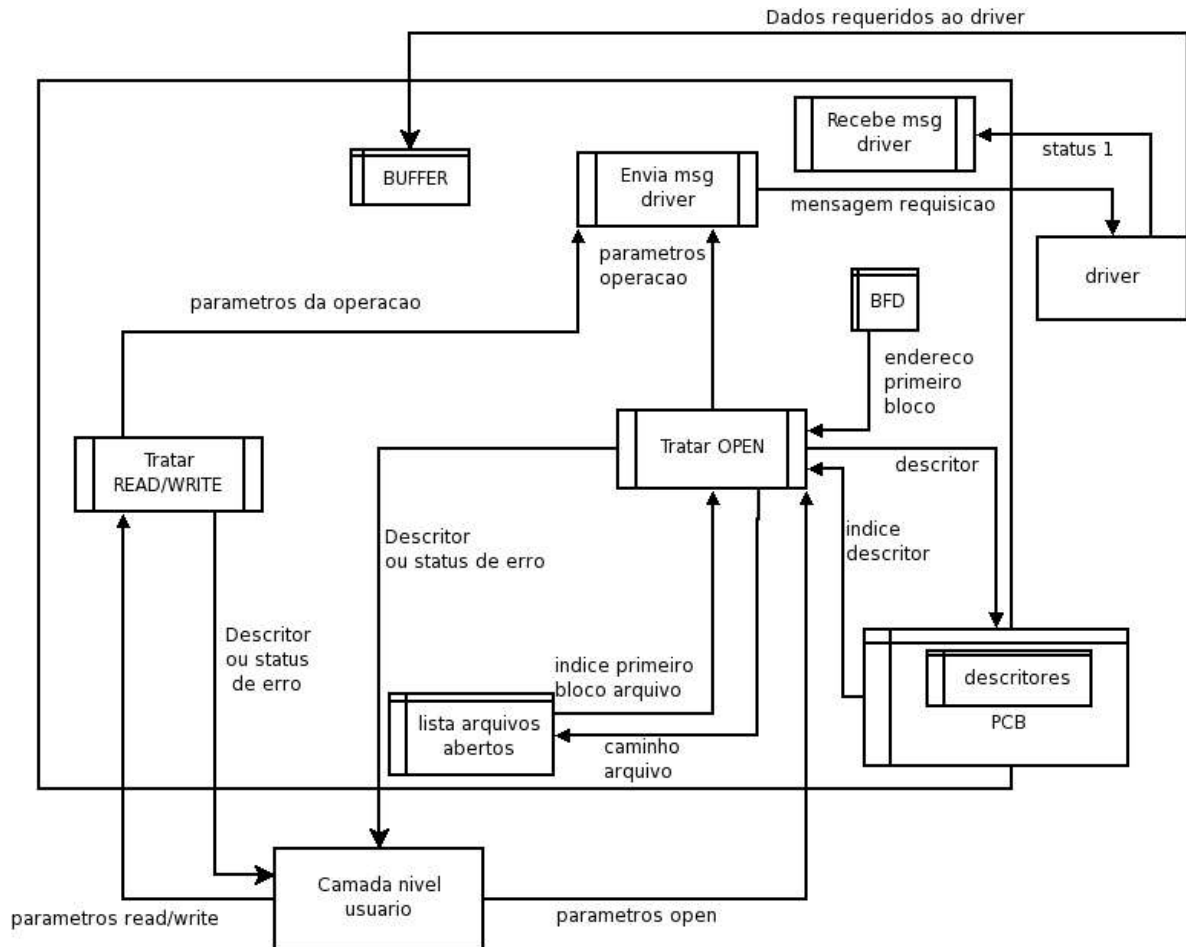 Dados requeridos ao driver
Recebe msg
driver
status 1
BUFFER
Envia msg
driver
mensagem requisicao
parametros
operacao
driver
parametros da operacao
BFD
endereco
primeiro
bloco
Tratar
READ/WRITE
Tratar OPEN
descritor
indice
descritor
Descritor
ou status de erro
Descritor
ou status
de erro
indice primeiro
bloco arquivo
descritores
PCB
lista arquivos
abertos
caminho
arquivo
Camada nivel
usuario
parametros read/write
parametros open